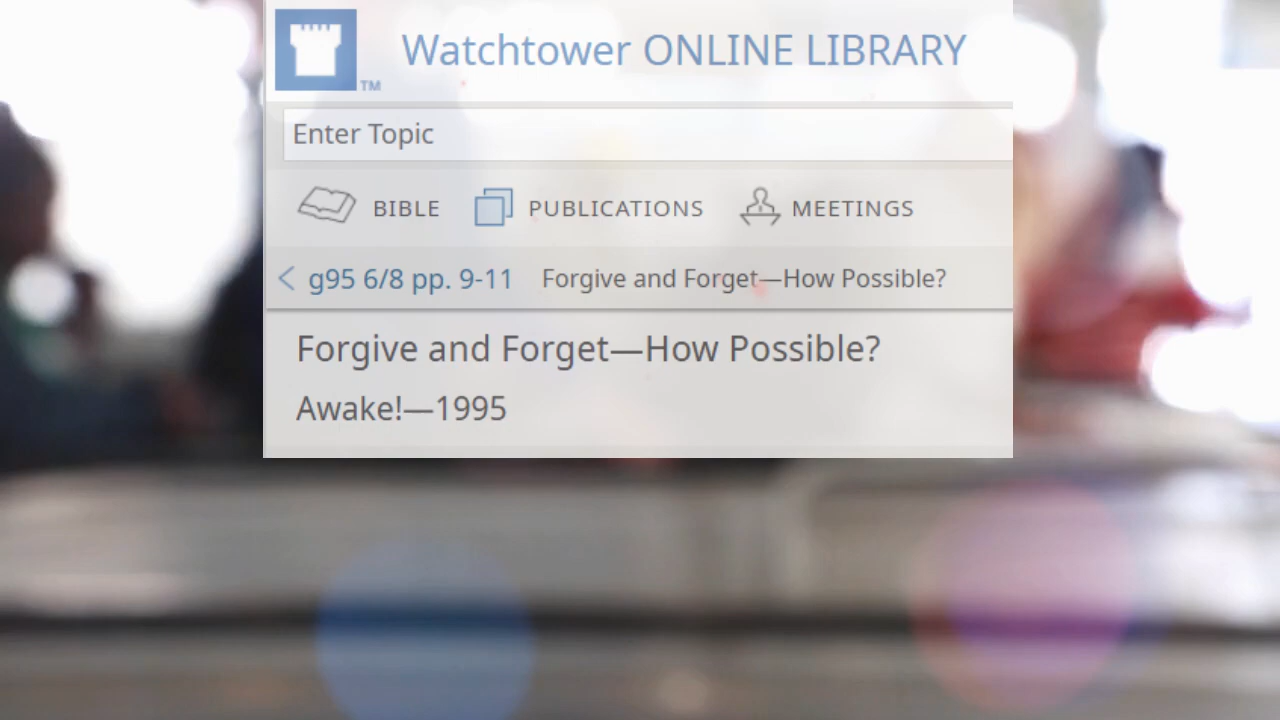 Watchtower ONLINE LIBRARY
TM
Enter Topic
BIBLE PUBLICATIONS MEETINGS
g95 6/8 pp. 9-11 Forgive and Forget—How Possible?
Forgive and Forget—How Possible?
Awake!—1995